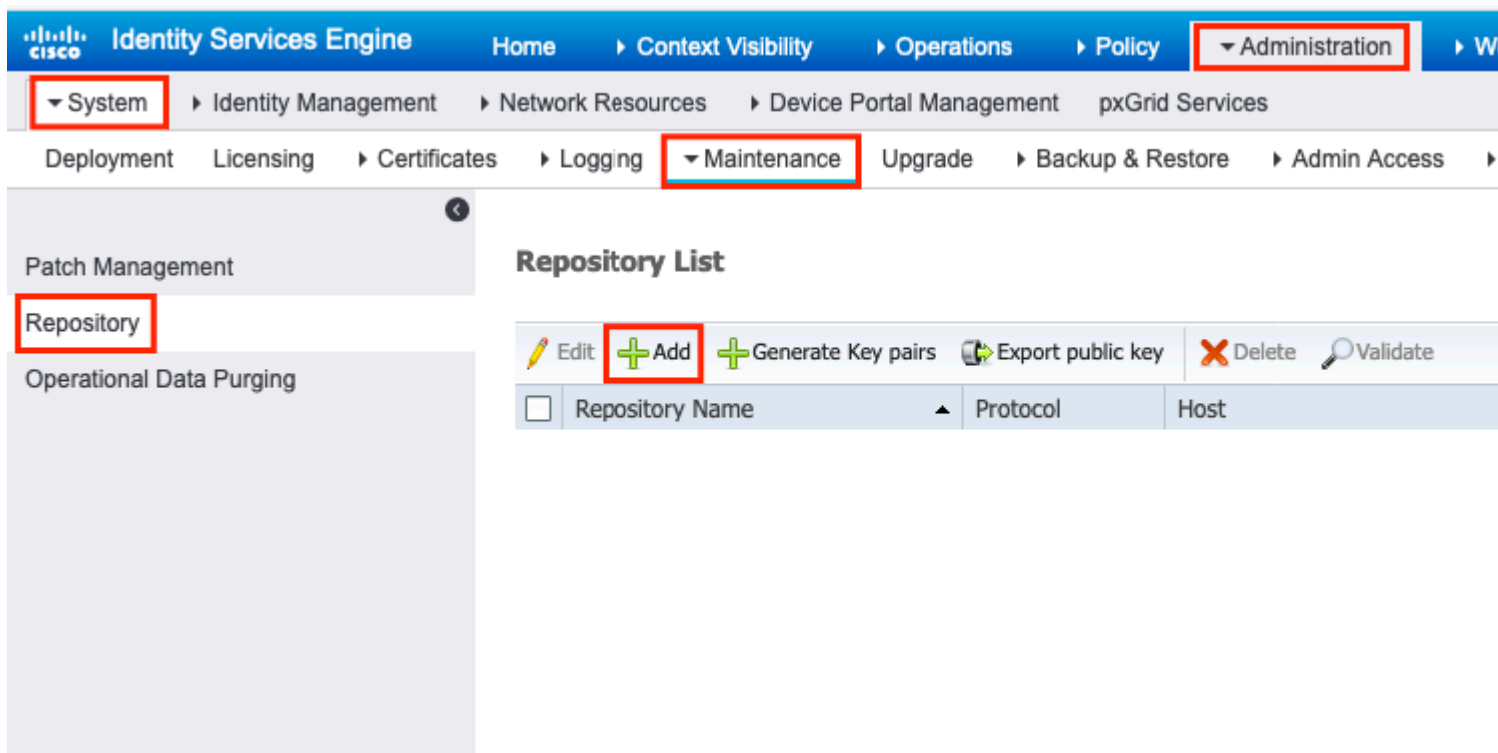 cisco Identity Services Engine Home Context Visibility Operations Policy Administration W
System Identity Management Network Resources Device Portal Management pxGrid Services
Deployment Licensing Certificates Logging Maintenance Upgrade Backup & Restore Admin Access
Patch Management
Repository
Operational Data Purging
Repository List
Edit Add Generate Key pairs Export public key Delete Validate
Repository Name Protocol Host